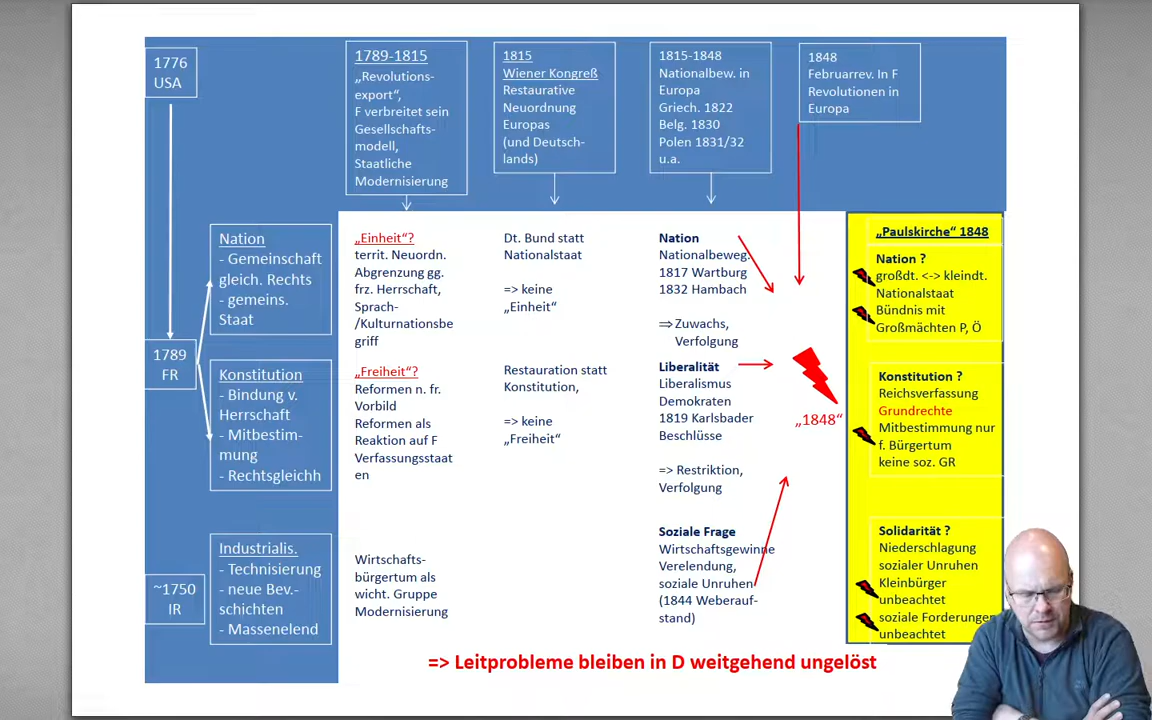 1776
USA
1789-1815
„Revolutions-
export“,
F verbreitet sein
Gesellschafts-
modell,
Staatliche
Modernisierung
1815
Wiener Kongreß
Restaurative
Neuordnung
Europas
(und Deutsch-
lands)
1815-1848
Nationalbew. in
Europa
Griech. 1822
Belg. 1830
Polen 1831/32
u.a.
1848
Februarrev. In F
Revolutionen in
Europa
1789
FR
Nation
- Gemeinschaft
gleich. Rechts
- gemeins.
Staat
„Einheit“?
territ. Neuordn.
Abgrenzung gg.
frz. Herrschaft,
Sprach-
/Kulturnationsbe
griff
Dt. Bund statt
Nationalstaat
=> keine
„Einheit“
Nation
Nationalbeweg.
1817 Wartburg
1832 Hambach
⇒ Zuwachs,
Verfolgung
„Paulskirche“ 1848
Nation ?
großdt. <-> kleindt.
Nationalstaat
Bündnis mit
Großmächten P, Ö
Konstitution
- Bindung v.
Herrschaft
- Mitbestim-
mung
- Rechtsgleichh
„Freiheit“?
Reformen n. fr.
Vorbild
Reformen als
Reaktion auf F
Verfassungsstaat
en
Restauration statt
Konstitution,
=> keine
„Freiheit“
Liberalität
Liberalismus
Demokraten
1819 Karlsbader
Beschlüsse
=> Restriktion,
Verfolgung
„1848“
Konstitution ?
Reichsverfassung
Grundrechte
Mitbestimmung nur
f. Bürgertum
keine soz. GR
~1750
IR
Industrialis.
- Technisierung
- neue Bev.-
schichten
- Massenelend
Wirtschafts-
bürgertum als
wicht. Gruppe
Modernisierung
Soziale Frage
Wirtschaftsgewinne
Verelendung,
soziale Unruhen
(1844 Weberauf-
stand)
Solidarität ?
Niederschlagung
sozialer Unruhen
Kleinbürger
unbeachtet
soziale Forderungen
unbeachtet
=> Leitprobleme bleiben in D weitgehend ungelöst